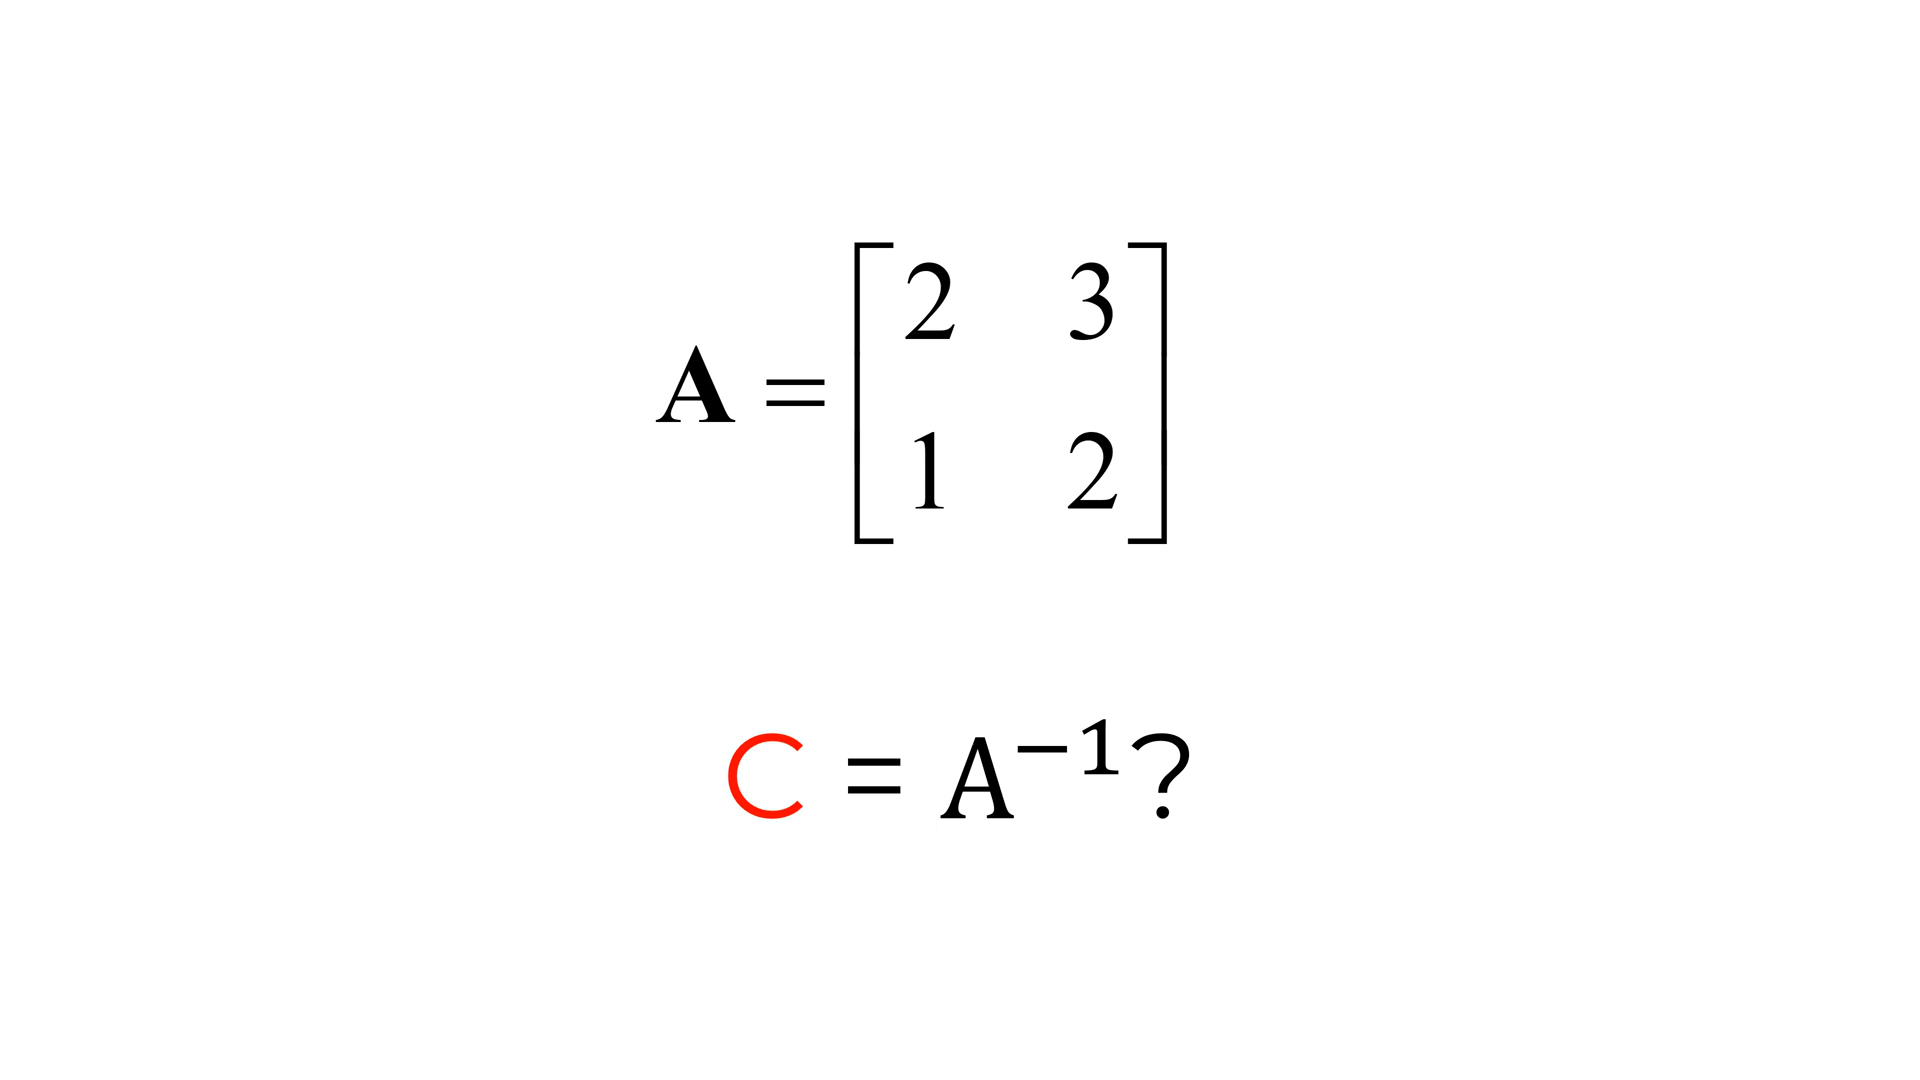 A = [2 3
1 2]
C = A⁻¹?